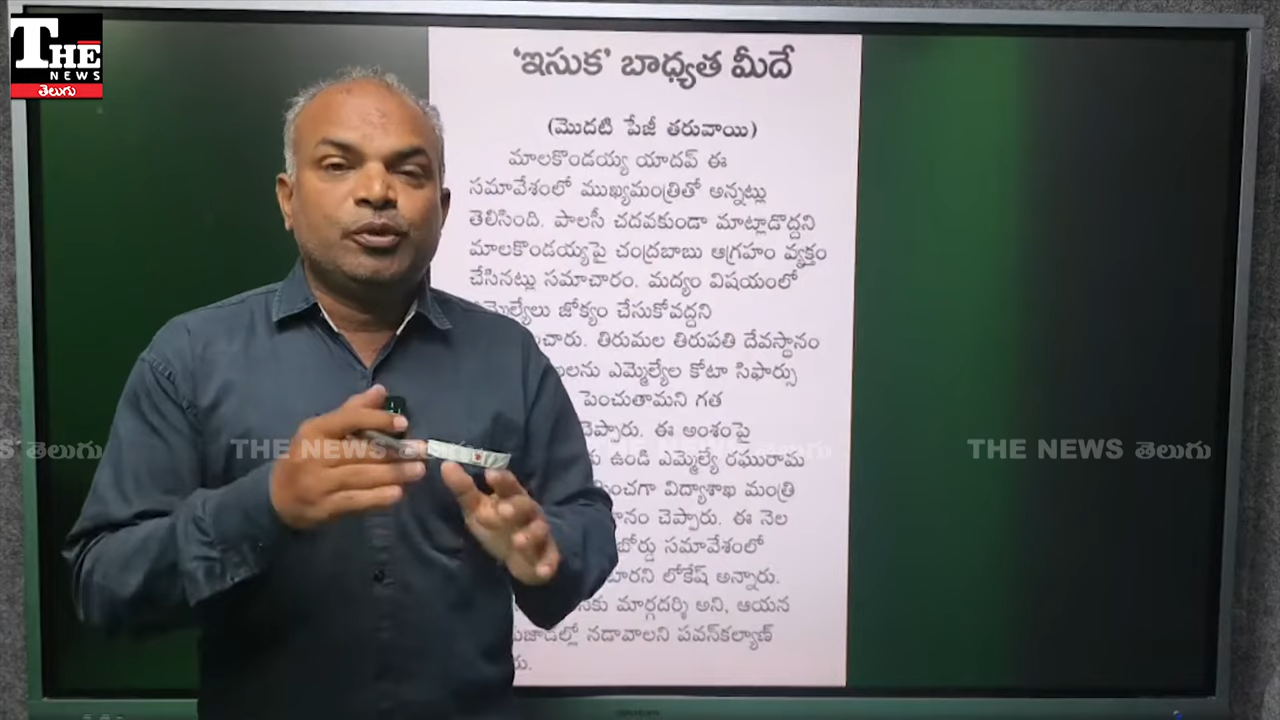 THE
NEWS
తెలుగు
‘ఇసుక’ బాధ్యత మీదే
(మొదటి పేజీ తరువాయి)
మాలకొండయ్య యాదవ్ ఈ
సమావేశంలో ముఖ్యమంత్రితో అన్నట్లు
తెలిసింది. పాలసీ చదవకుండా మాట్లాడొద్దని
మాలకొండయ్యపై చంద్రబాబు ఆగ్రహం వ్యక్తం
చేసినట్లు సమాచారం. మద్యం విషయంలో
జోక్యం చేసుకోవద్దని
తిరుమల తిరుపతి దేవస్థానం
ఎమ్మెల్యేల కోటా సిఫార్సు
పెంచుతామని గత
ఈ అంశంపై
ఉండి ఎమ్మెల్యే రఘురామ
విద్యాశాఖ మంత్రి
చెప్పారు. ఈ నెల
సమావేశంలో
లోకేష్ అన్నారు.
మార్గదర్శి అని, ఆయన
నడవాలని పవన్‌కల్యాణ్
తెలుగు
THE NEWS తెలుగు
THE NEWS తెలుగు